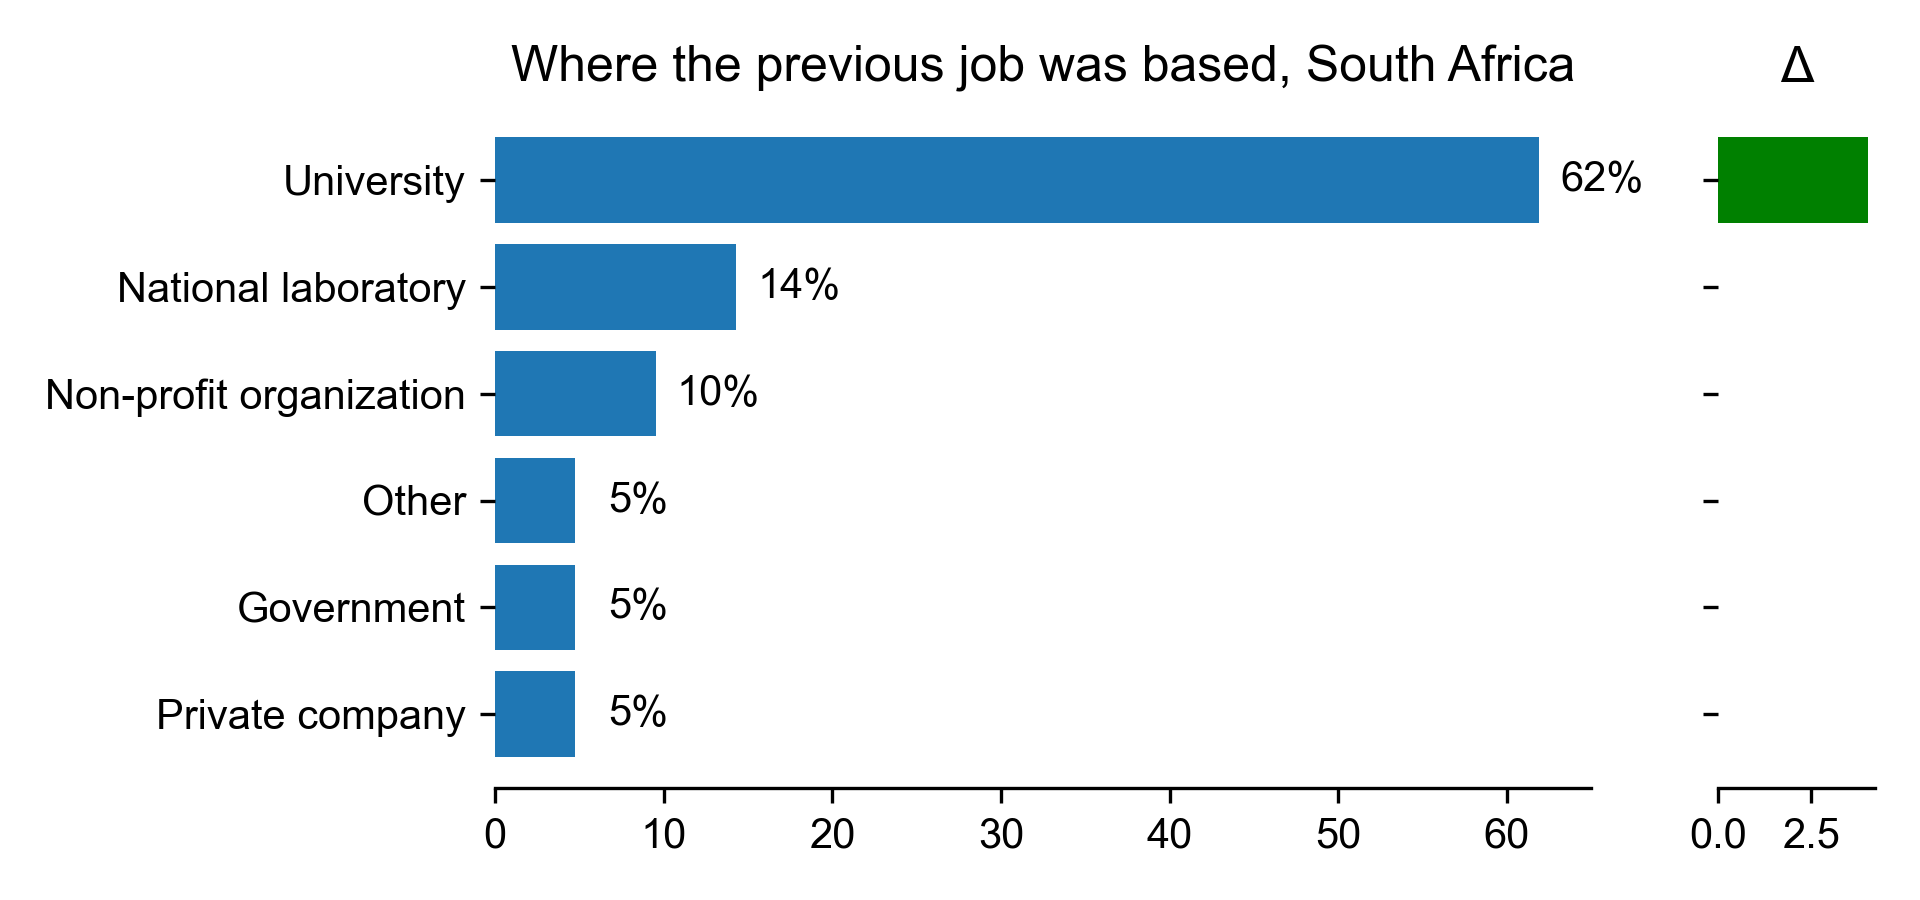 Where the previous job was based, South Africa
Δ
University
62%
National laboratory
14%
Non-profit organization
10%
Other
5%
Government
5%
Private company
5%
0 10 20 30 40 50 60
0.0 2.5